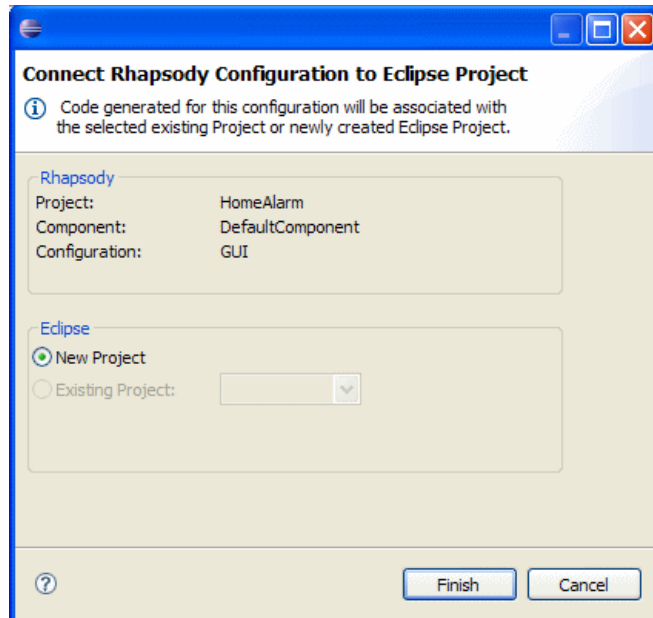 Connect Rhapsody Configuration to Eclipse Project
Code generated for this configuration will be associated with
the selected existing Project or newly created Eclipse Project.
Rhapsody
Project: HomeAlarm
Component: DefaultComponent
Configuration: GUI
Eclipse
New Project
Existing Project:
Finish Cancel